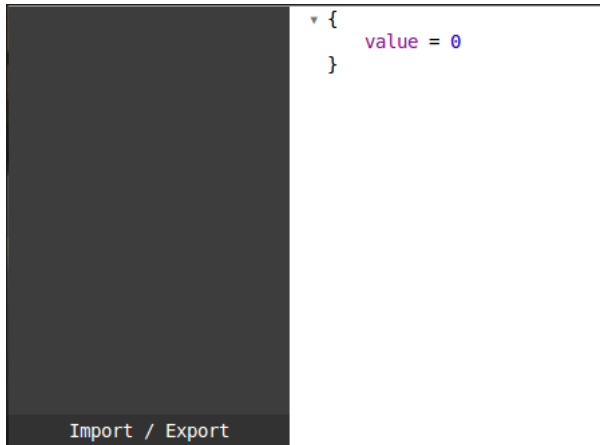 {
value = 0
}
Import / Export